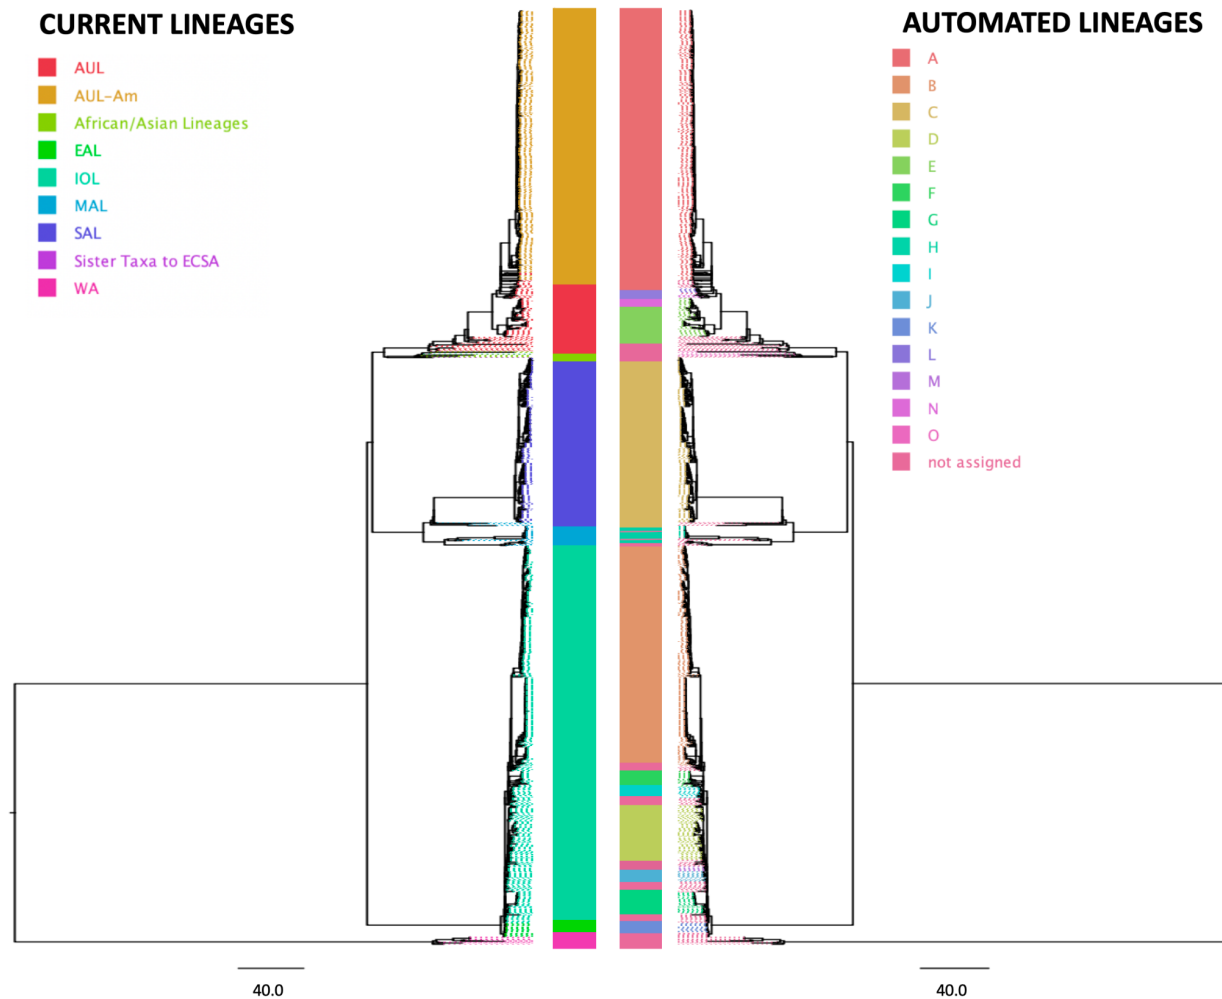 CURRENT LINEAGES
AUL
AUL-Am
African/Asian Lineages
EAL
IOL
MAL
SAL
Sister Taxa to ECSA
WA
AUTOMATED LINEAGES
A
B
C
D
E
F
G
H
I
J
K
L
M
N
O
not assigned
40.0
40.0